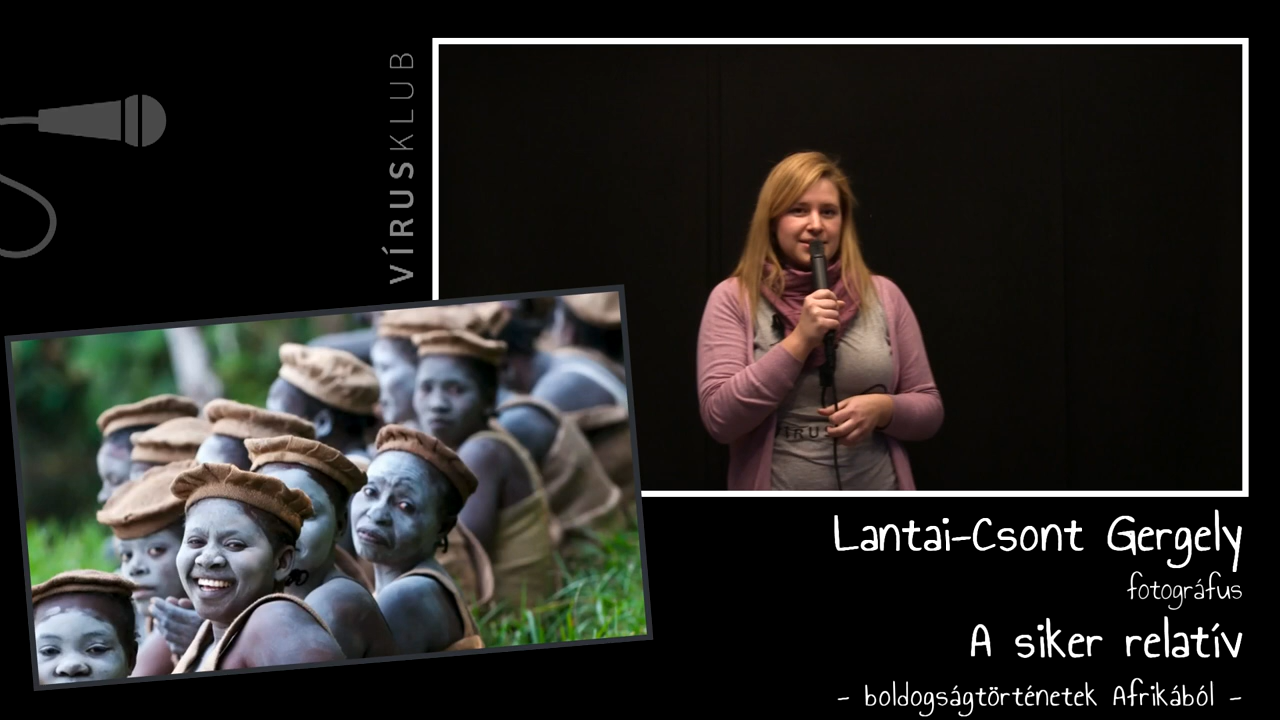 VÍRUSKLUB
Lantai-Csont Gergely
fotográfus
A siker relatív
- boldogságtörténetek Afrikából -